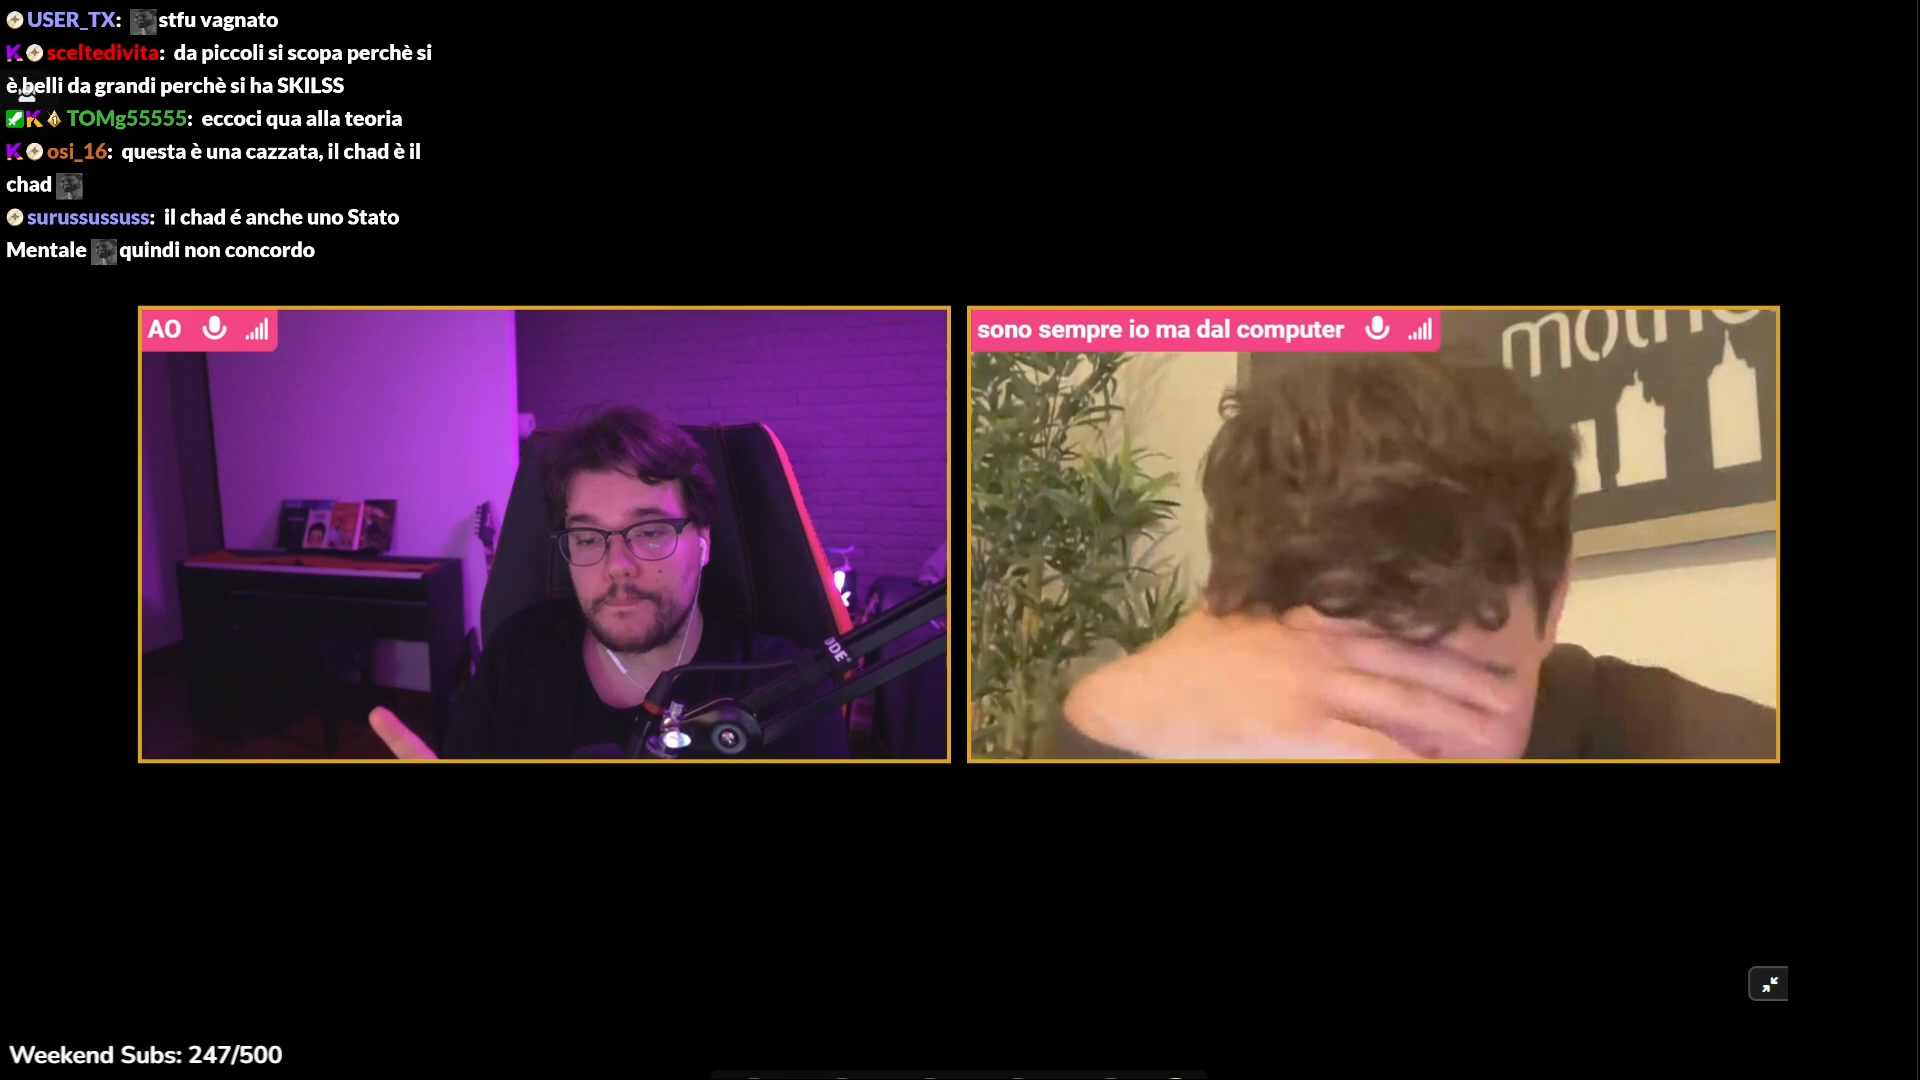 USER_TX: stfu vagnato
sceltedivita: da piccoli si scopa perchè si
è belli da grandi perchè si ha SKILSS
TOMg55555: eccoci qua alla teoria
osi_16: questa è una cazzata, il chad è il
chad
surussussuss: il chad é anche uno Stato
Mentale quindi non concordo
AO
sono sempre io ma dal computer
Weekend Subs: 247/500